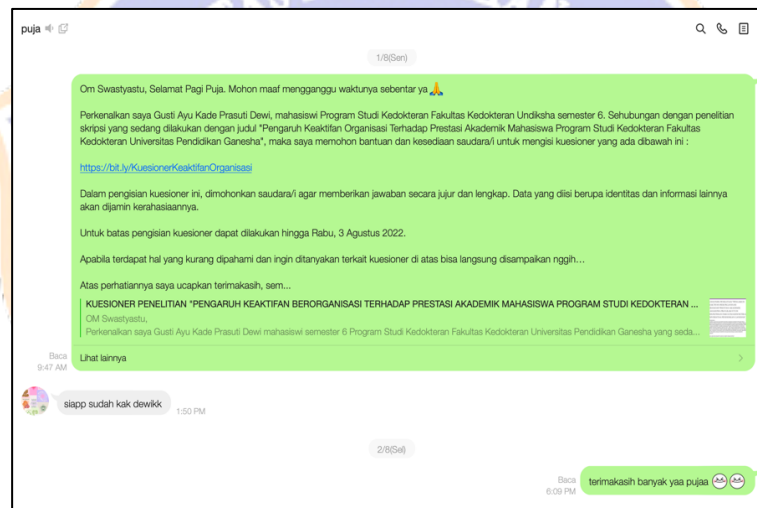 puja
1/8(Sen)
Om Swastyastu, Selamat Pagi Puja. Mohon maaf mengganggu waktunya sebentar ya🙏
Perkenalkan saya Gusti Ayu Kade Prasuti Dewi, mahasiswi Program Studi Kedokteran Fakultas Kedokteran Undiksha semester 6. Sehubungan dengan penelitian
skripsi yang sedang dilakukan dengan judul "Pengaruh Keaktifan Organisasi Terhadap Prestasi Akademik Mahasiswa Program Studi Kedokteran Fakultas
Kedokteran Universitas Pendidikan Ganesha", maka saya memohon bantuan dan kesediaan saudara/i untuk mengisi kuesioner yang ada dibawah ini :
https://bit.ly/KuesionerKeaktifanOrganisasi
Dalam pengisian kuesioner ini, dimohonkan saudara/i agar memberikan jawaban secara jujur dan lengkap. Data yang diisi berupa identitas dan informasi lainnya
akan dijamin kerahasiaannya.
Untuk batas pengisian kuesioner dapat dilakukan hingga Rabu, 3 Agustus 2022.
Apabila terdapat hal yang kurang dipahami dan ingin ditanyakan terkait kuesioner di atas bisa langsung disampaikan nggih...
Atas perhatiannya saya ucapkan terimakasih, sem...
KUESIONER PENELITIAN "PENGARUH KEAKTIFAN BERORGANISASI TERHADAP PRESTASI AKADEMIK MAHASISWA PROGRAM STUDI KEDOKTERAN ...
OM Swastyastu,
Perkenalkan saya Gusti Ayu Kade Prasuti Dewi mahasiswi semester 6 Program Studi Kedokteran Fakultas Kedokteran Universitas Pendidikan Ganesha yang seda...
Baca
9:47 AM
Lihat lainnya
siapp sudah kak dewikk
1:50 PM
2/8(Sel)
Baca
6:09 PM
terimakasih banyak yaa pujaa